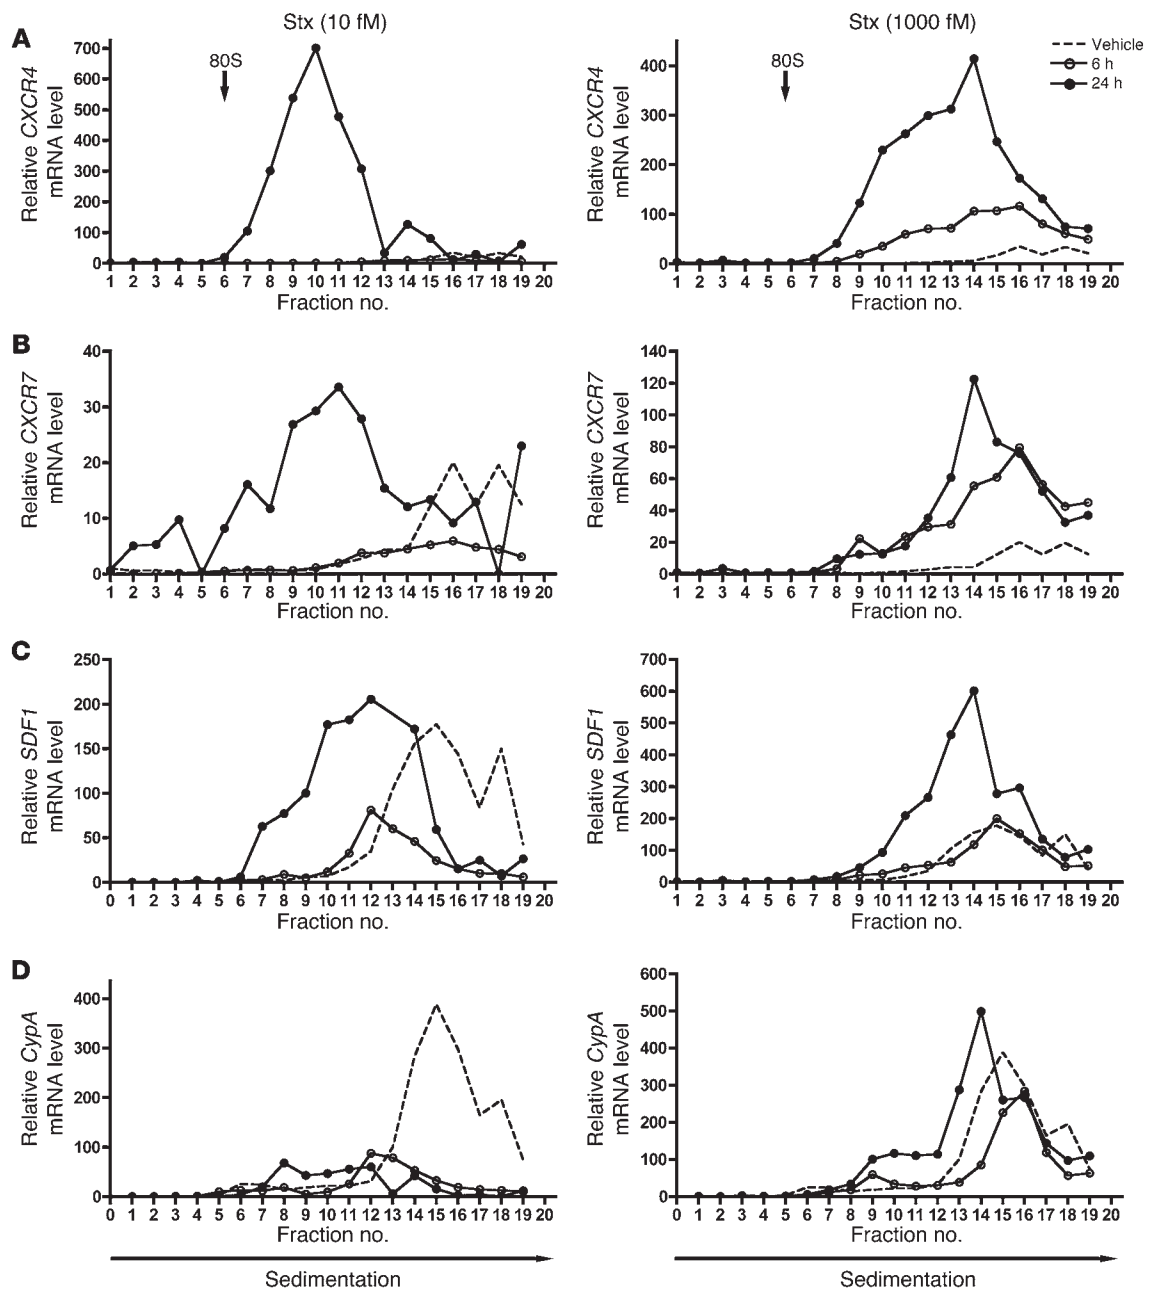 Stx (10 fM)
Stx (1000 fM)
A
Relative CXCR4
mRNA level
700
600
500
400
300
200
100
0
80S
1 2 3 4 5 6 7 8 9 10 11 12 13 14 15 16 17 18 19 20
Fraction no.
Relative CXCR4
mRNA level
400
300
200
100
0
80S
Vehicle
6 h
24 h
1 2 3 4 5 6 7 8 9 10 11 12 13 14 15 16 17 18 19 20
Fraction no.
B
Relative CXCR7
mRNA level
40
30
20
10
0
1 2 3 4 5 6 7 8 9 10 11 12 13 14 15 16 17 18 19 20
Fraction no.
Relative CXCR7
mRNA level
140
120
100
80
60
40
20
0
1 2 3 4 5 6 7 8 9 10 11 12 13 14 15 16 17 18 19 20
Fraction no.
C
Relative SDF1
mRNA level
250
200
150
100
50
0
0 1 2 3 4 5 6 7 8 9 10 11 12 13 14 15 16 17 18 19 20
Fraction no.
Relative SDF1
mRNA level
700
600
500
400
300
200
100
0
1 2 3 4 5 6 7 8 9 10 11 12 13 14 15 16 17 18 19 20
Fraction no.
D
Relative CypA
mRNA level
400
300
200
100
0
0 1 2 3 4 5 6 7 8 9 10 11 12 13 14 15 16 17 18 19 20
Fraction no.
Relative CypA
mRNA level
600
500
400
300
200
100
0
0 1 2 3 4 5 6 7 8 9 10 11 12 13 14 15 16 17 18 19 20
Fraction no.
Sedimentation
Sedimentation